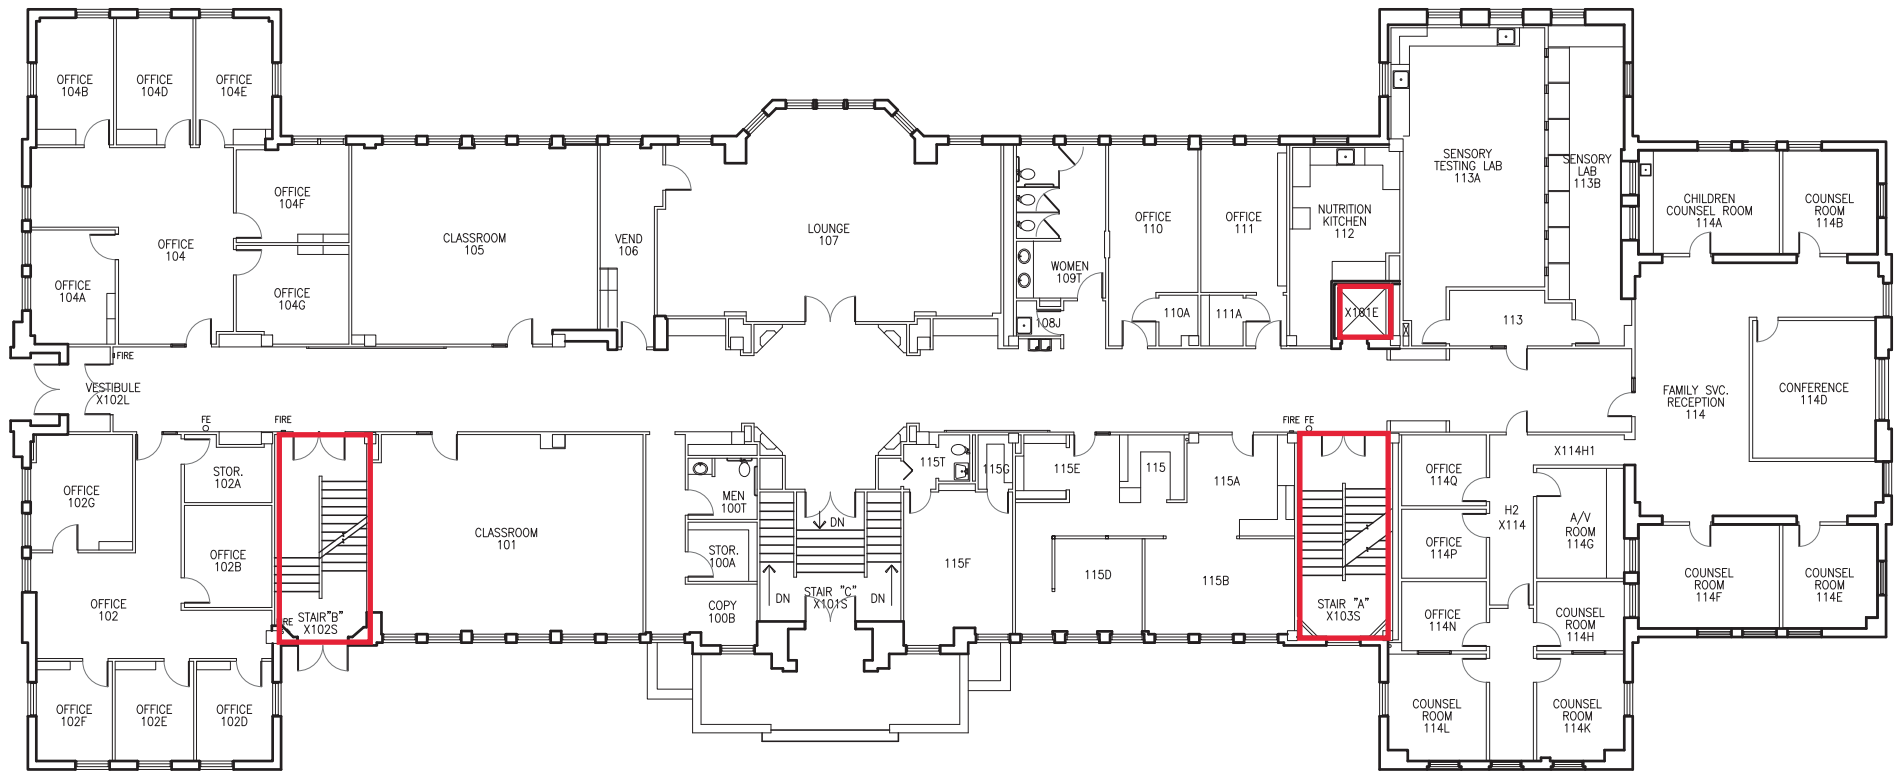 OFFICE
104B
OFFICE
104D
OFFICE
104E
OFFICE
104F
OFFICE
104
OFFICE
104A
OFFICE
104G
CLASSROOM
105
VEND
106
LOUNGE
107
WOMEN
109T
108J
OFFICE
110
OFFICE
111
110A
111A
NUTRITION
KITCHEN
112
X101E
SENSORY
TESTING LAB
113A
SENSORY
LAB
113B
113
CHILDREN
COUNSEL ROOM
114A
COUNSEL
ROOM
114B
FIRE
VESTIBULE
X102L
FAMILY SVC.
RECEPTION
114
CONFERENCE
114D
FE
FIRE
FIRE FE
OFFICE
102G
STOR.
102A
OFFICE
102B
OFFICE
102
STAIR"B"
X102S
OFFICE
102F
OFFICE
102E
OFFICE
102D
CLASSROOM
101
MEN
100T
STOR.
100A
COPY
100B
DN
DN
DN
STAIR "C"
X101S
115T
115G
115E
115
115A
115F
115D
115B
STAIR "A"
X103S
OFFICE
114Q
OFFICE
114P
OFFICE
114N
H2
X114
X114H1
A/V
ROOM
114G
COUNSEL
ROOM
114H
COUNSEL
ROOM
114F
COUNSEL
ROOM
114E
COUNSEL
ROOM
114L
COUNSEL
ROOM
114K